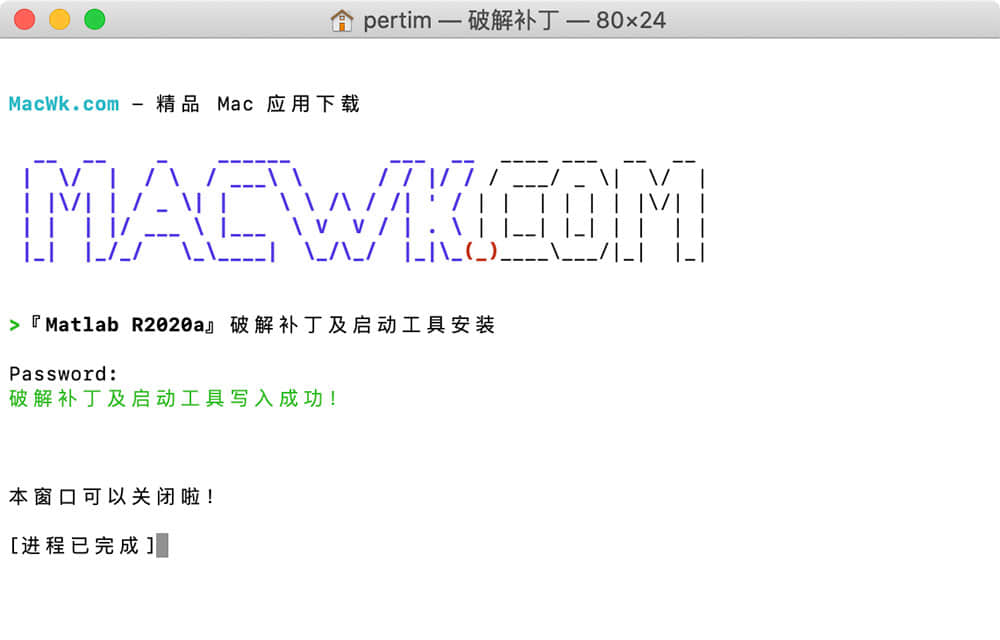 pertim — 破解补丁 — 80×24
MacWk.com – 精品 Mac 应用下载
MACWK.COM
>『Matlab R2020a』破解补丁及启动工具安装
Password:
破解补丁及启动工具写入成功!
本窗口可以关闭啦!
[进程已完成]